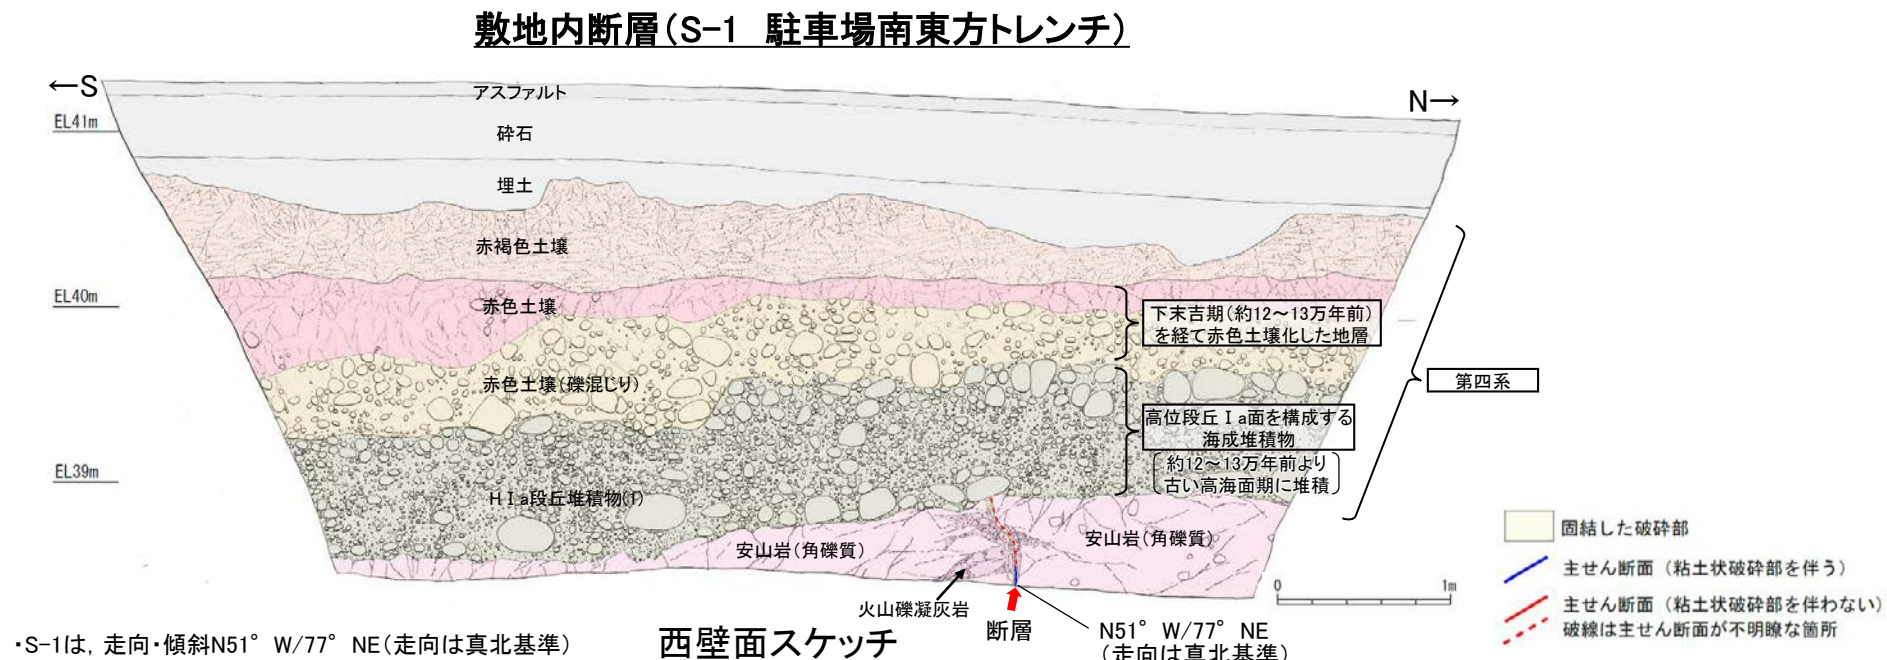 敷地内断層(S-1 駐車場南東方トレンチ)
←S
N→
アスファルト
EL41m
砕石
埋土
赤褐色土壌
EL40m
赤色土壌
下末吉期(約12～13万年前)
を経て赤色土壌化した地層
第四系
赤色土壌(礫混じり)
高位段丘Ⅰa面を構成する
海成堆積物
約12～13万年前より
古い高海面期に堆積
EL39m
HⅠa段丘堆積物(1)
安山岩(角礫質)
安山岩(角礫質)
火山礫凝灰岩
断層
N51°W/77°NE
(走向は真北基準)
0
1m
固結した破砕部
主せん断面(粘土状破砕部を伴う)
主せん断面(粘土状破砕部を伴わない)
破線は主せん断面が不明瞭な箇所
・S-1は,走向・傾斜N51°W/77°NE(走向は真北基準)
西壁面スケッチ